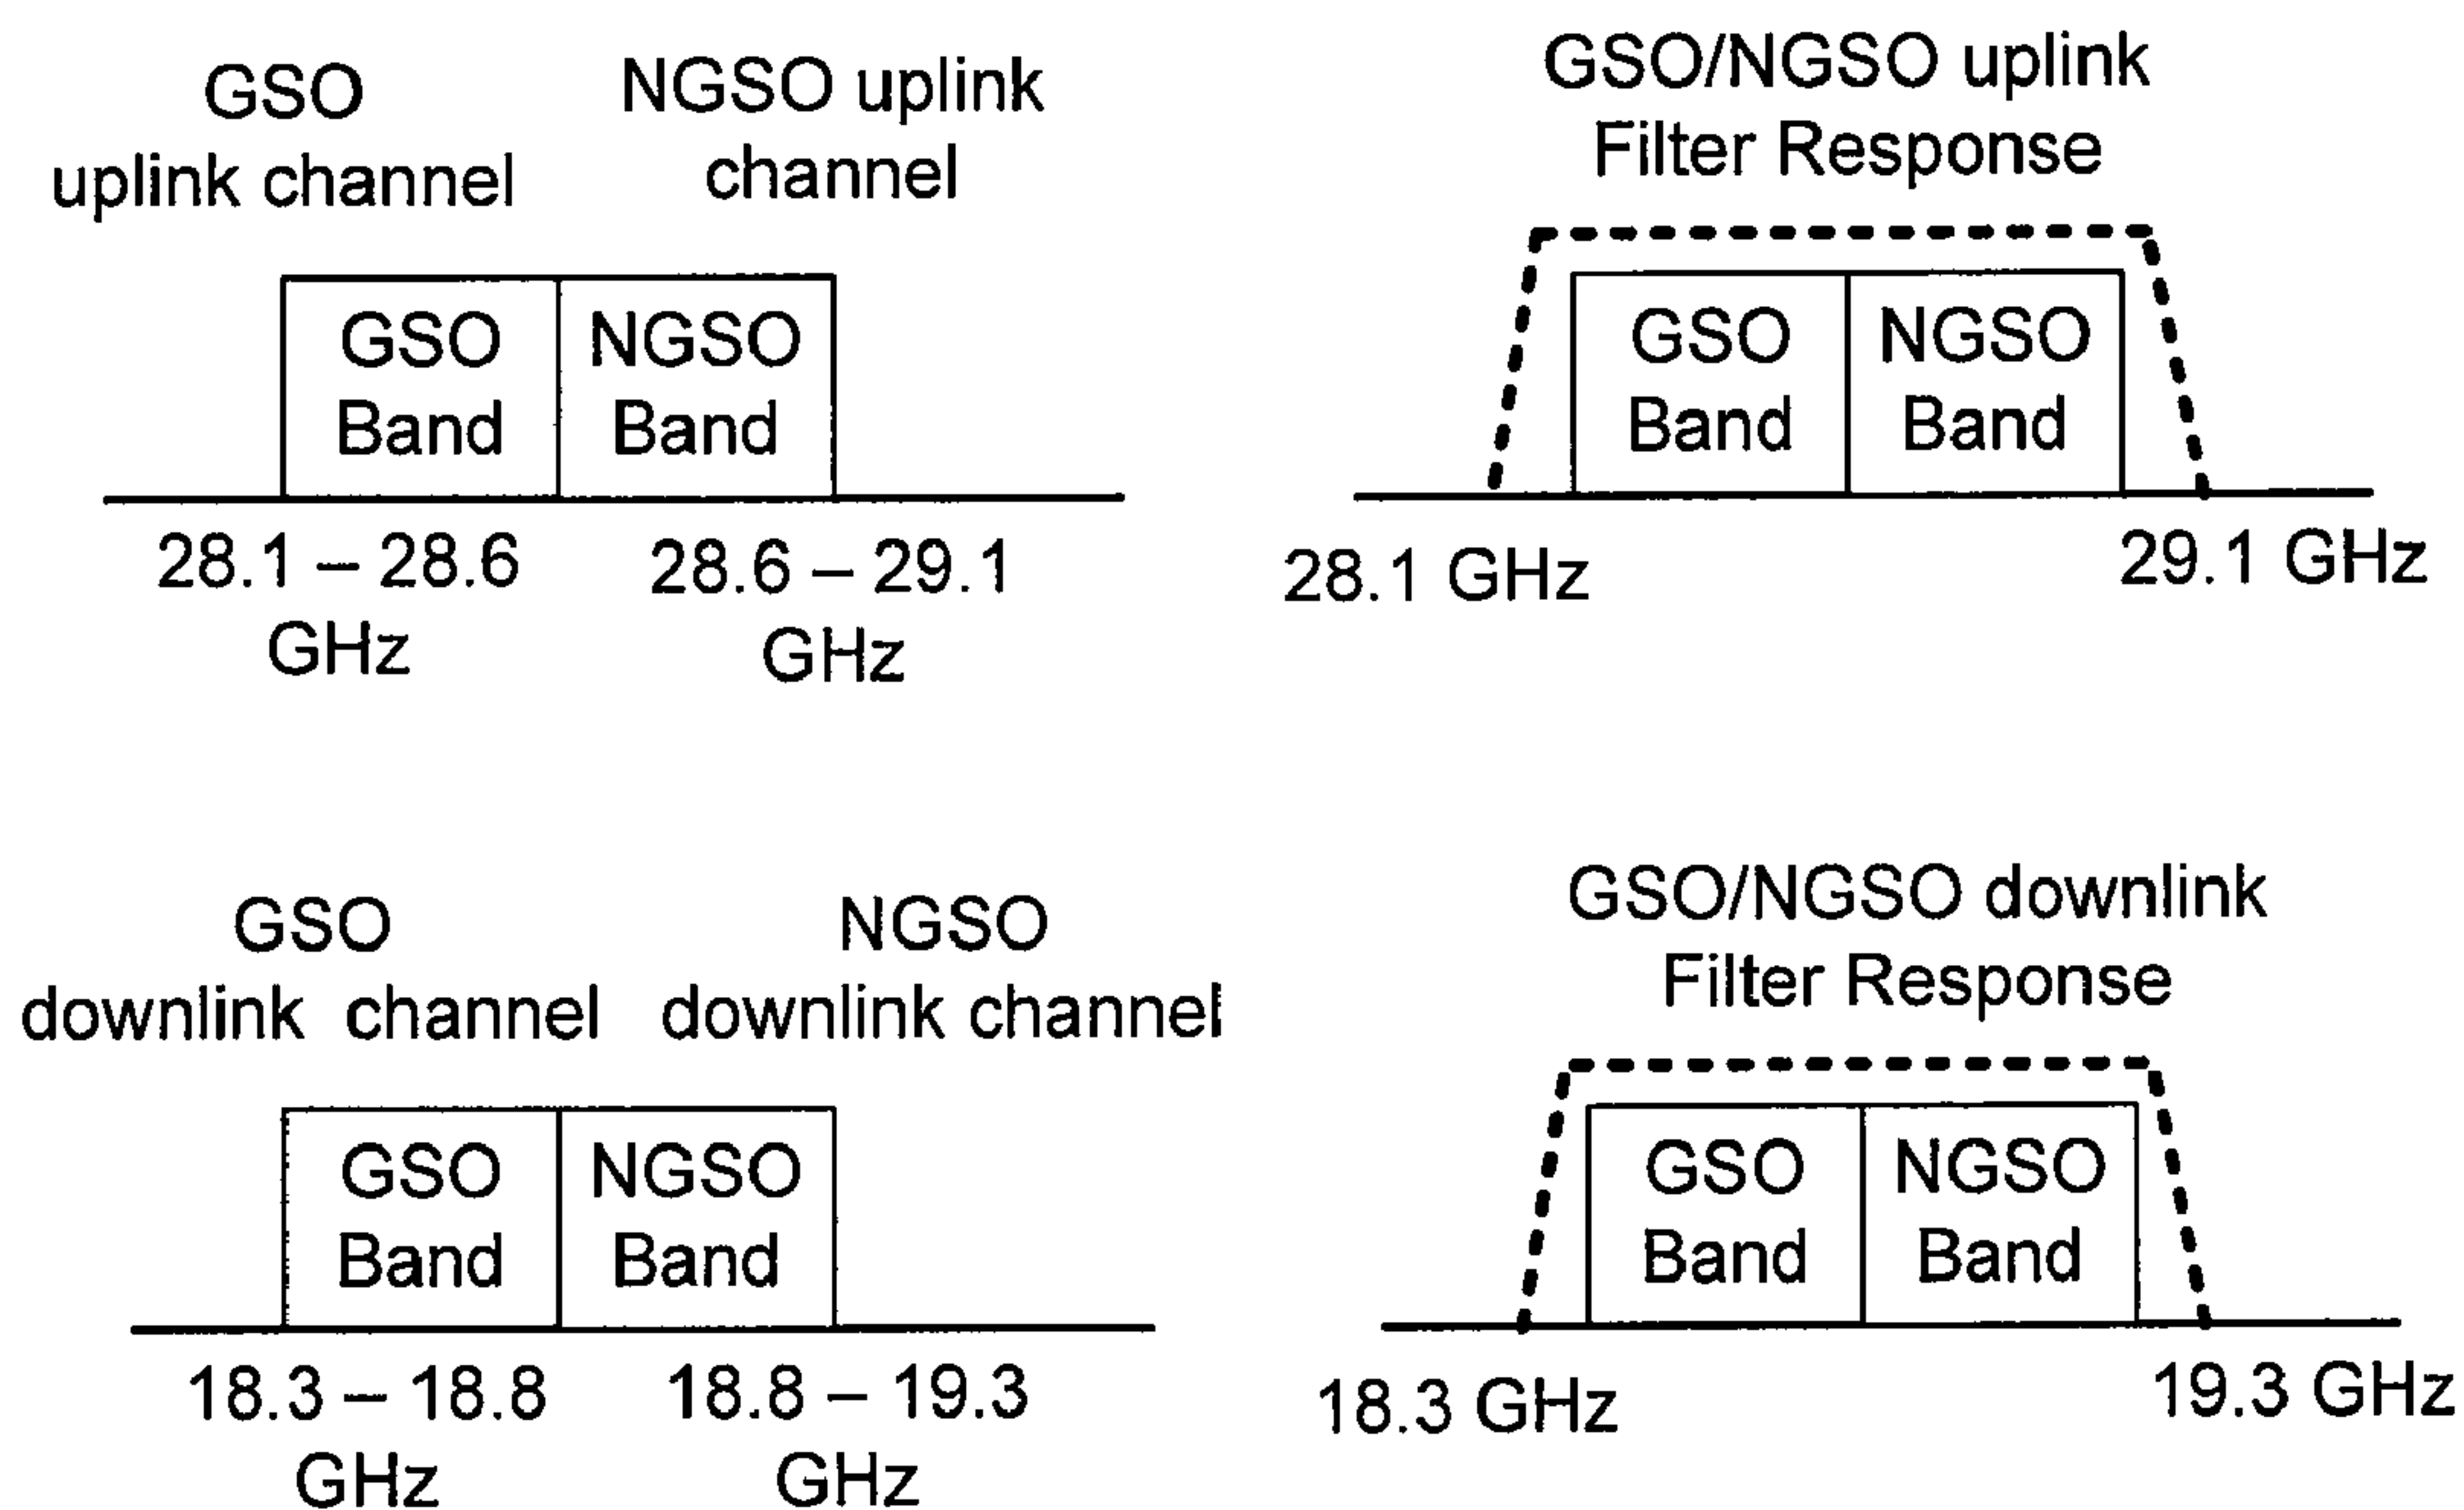 GSO
uplink channel
NGSO uplink
channel
GSO
Band
NGSO
Band
28.1 – 28.6
GHz
28.6 – 29.1
GHz
GSO/NGSO uplink
Filter Response
GSO
Band
NGSO
Band
28.1 GHz
29.1 GHz
GSO
downlink channel
NGSO
downlink channel
GSO
Band
NGSO
Band
18.3 – 18.8
GHz
18.8 – 19.3
GHz
GSO/NGSO downlink
Filter Response
GSO
Band
NGSO
Band
18.3 GHz
19.3 GHz